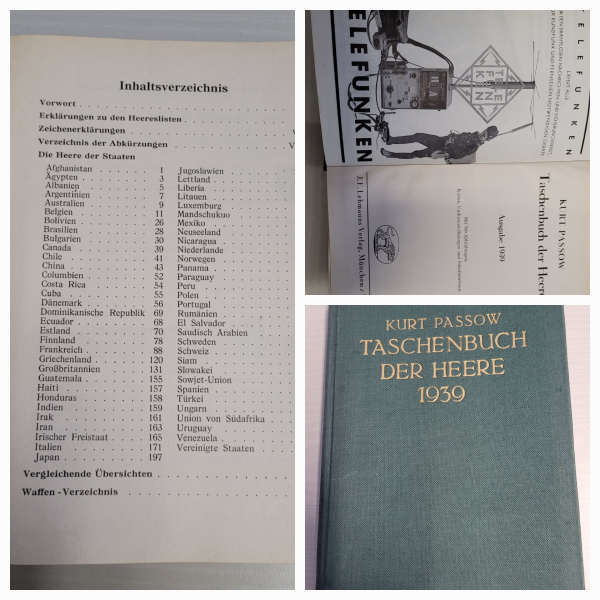 Inhaltsverzeichnis
Vorwort
Erklärungen zu den Heereslisten
Zeichenerklärungen
Verzeichnis der Abkürzungen
Die Heere der Staaten
Afghanistan 1
Ägypten 3
Albanien 5
Argentinien 7
Australien 9
Belgien 11
Bolivien 26
Brasilien 28
Bulgarien 30
Canada 39
Chile 41
China 43
Columbien 52
Costa Rica 54
Cuba 55
Dänemark 56
Dominikanische Republik 69
Ecuador 68
Estland 70
Finnland 78
Frankreich 88
Griechenland 120
Großbritannien 131
Guatemala 155
Haiti 157
Honduras 158
Indien 159
Irak 161
Iran 163
Irischer Freistaat 165
Italien 171
Japan 197
Jugoslawien
Lettland
Liberia
Litauen
Luxemburg
Mandschukuo
Mexiko
Neuseeland
Nicaragua
Niederlande
Norwegen
Panama
Paraguay
Peru
Polen
Portugal
Rumänien
El Salvador
Saudisch Arabien
Schweden
Schweiz
Siam
Slowakei
Sowjet-Union
Spanien
Türkei
Ungarn
Union von Südafrika
Uruguay
Venezuela
Vereinigte Staaten
Vergleichende Übersichten
Waffen-Verzeichnis
TELEFUNKEN
ELEFUNKEN
KURT PASSOW
Taschenbuch der Heere
Ausgabe 1939
J. F. Lehmanns Verlag, München
KURT PASSOW
TASCHENBUCH
DER HEERE
1939